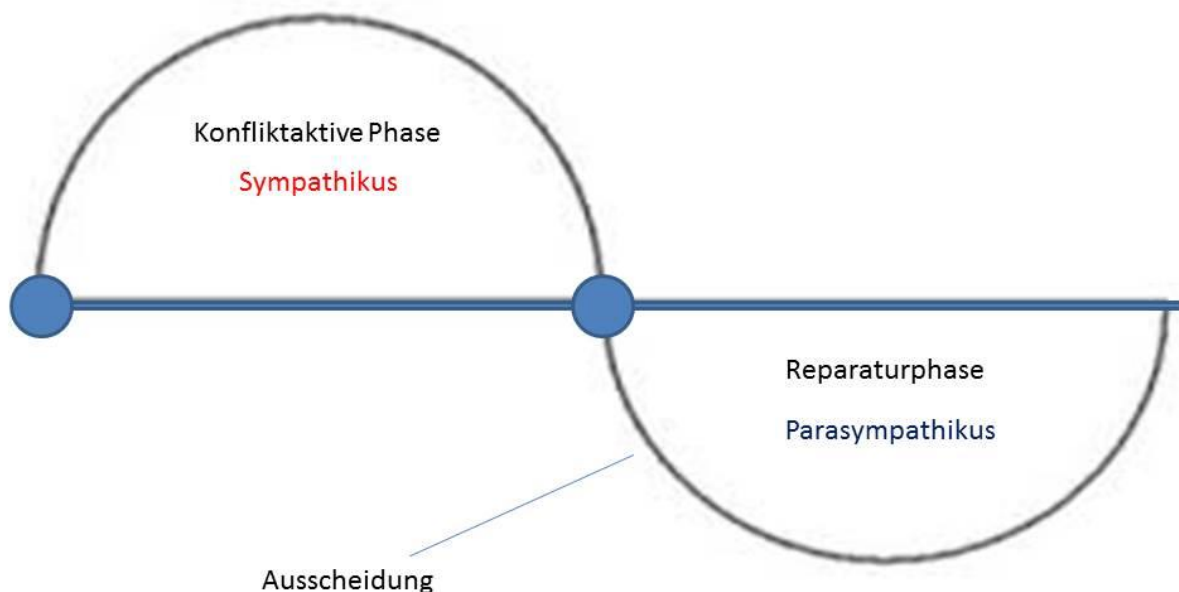 Konfliktaktive Phase
Sympathikus
Reparaturphase
Parasympathikus
Ausscheidung